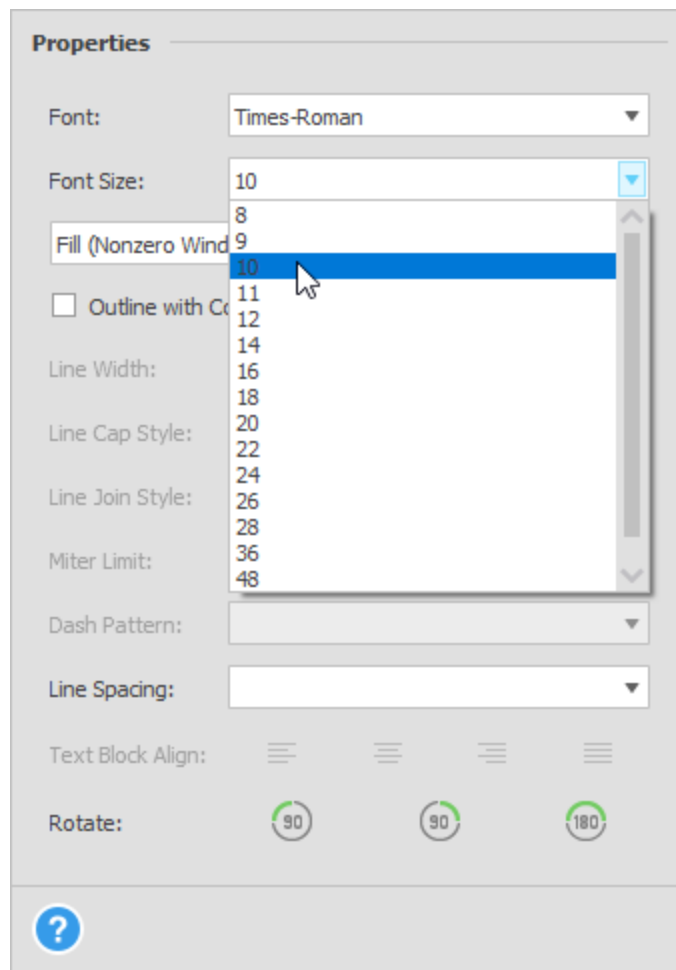 Properties
Font: Times-Roman
Font Size: 10
8
Fill (Nonzero Wind 9
10
11
Outline with Co
12
14
Line Width: 16
18
Line Cap Style: 20
22
24
Line Join Style: 26
28
Miter Limit: 36
48
Dash Pattern:
Line Spacing:
Text Block Align:
Rotate: 90 90 180
?